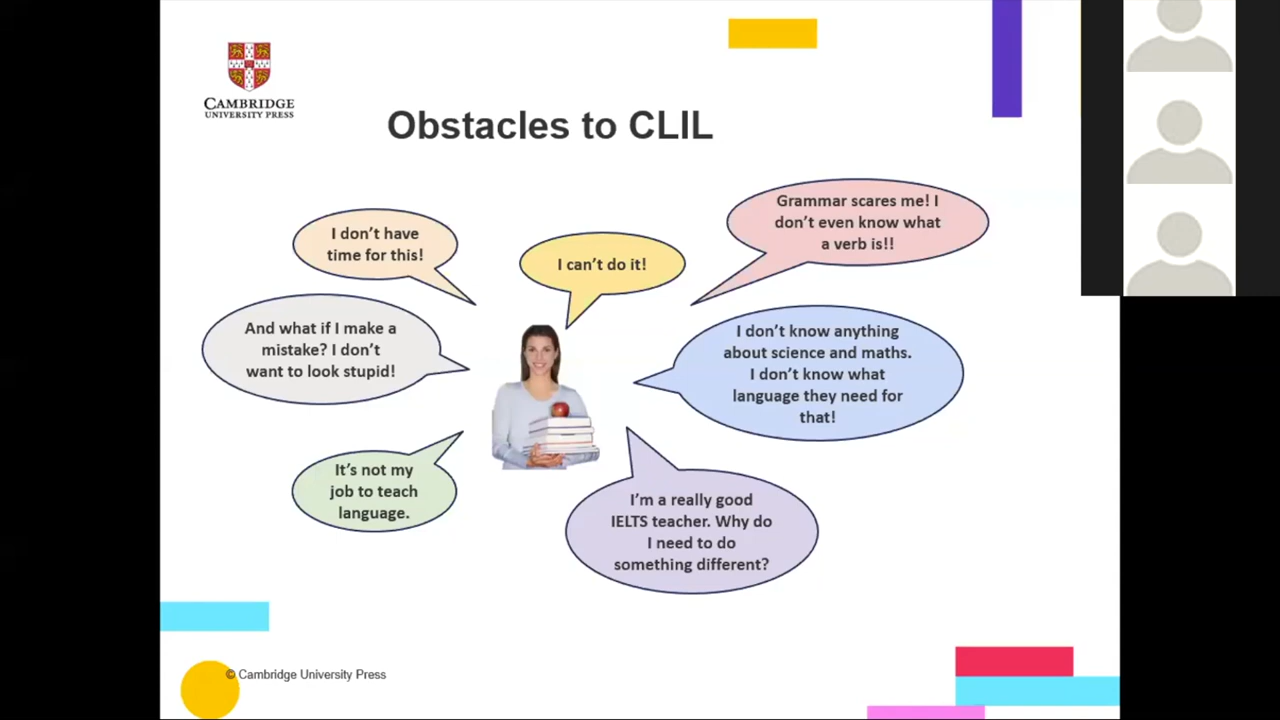 CAMBRIDGE
UNIVERSITY PRESS
Obstacles to CLIL
I don't have
time for this!
I can't do it!
Grammar scares me! I
don't even know what
a verb is!!
And what if I make a
mistake? I don't
want to look stupid!
I don't know anything
about science and maths.
I don't know what
language they need for
that!
It's not my
job to teach
language.
I'm a really good
IELTS teacher. Why do
I need to do
something different?
© Cambridge University Press